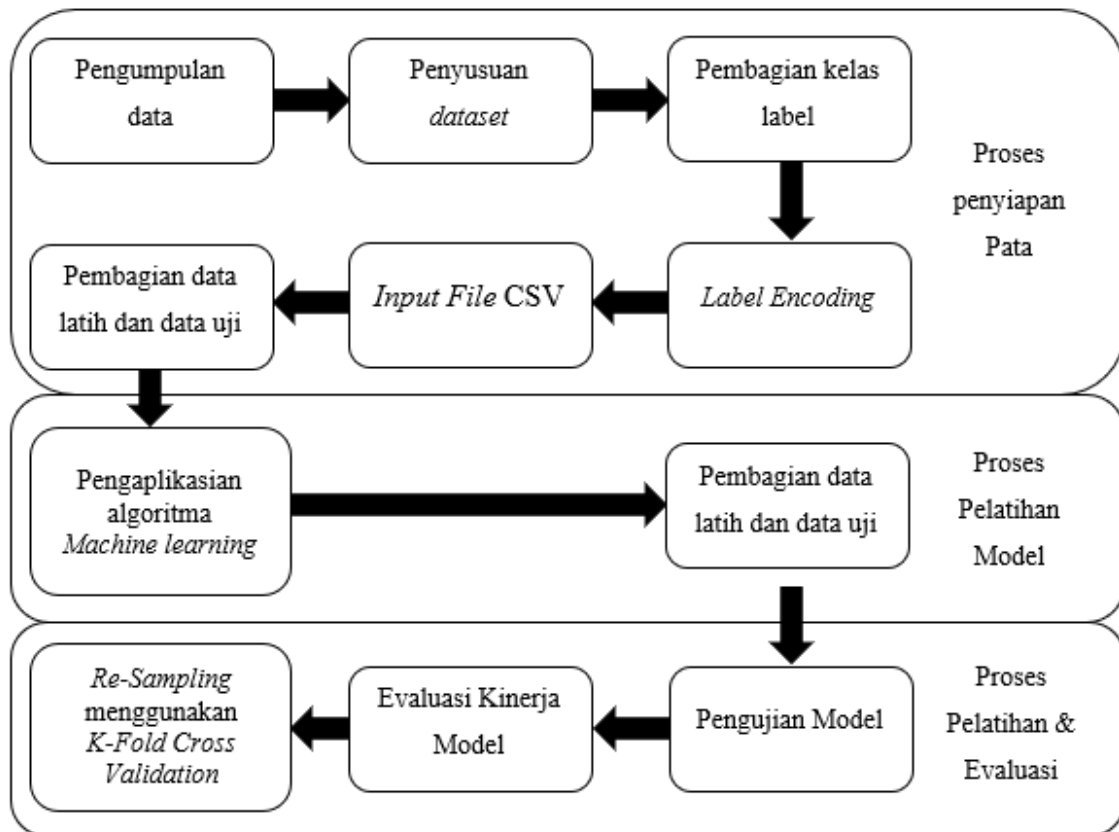 Pengumpulan
data
Penyusuan
dataset
Pembagian kelas
label
Proses
penyiapan
Pata
Pembagian data
latih dan data uji
Input File CSV
Label Encoding
Pengaplikasian
algoritma
Machine learning
Pembagian data
latih dan data uji
Proses
Pelatihan
Model
Re-Sampling
menggunakan
K-Fold Cross
Validation
Evaluasi Kinerja
Model
Pengujian Model
Proses
Pelatihan &
Evaluasi